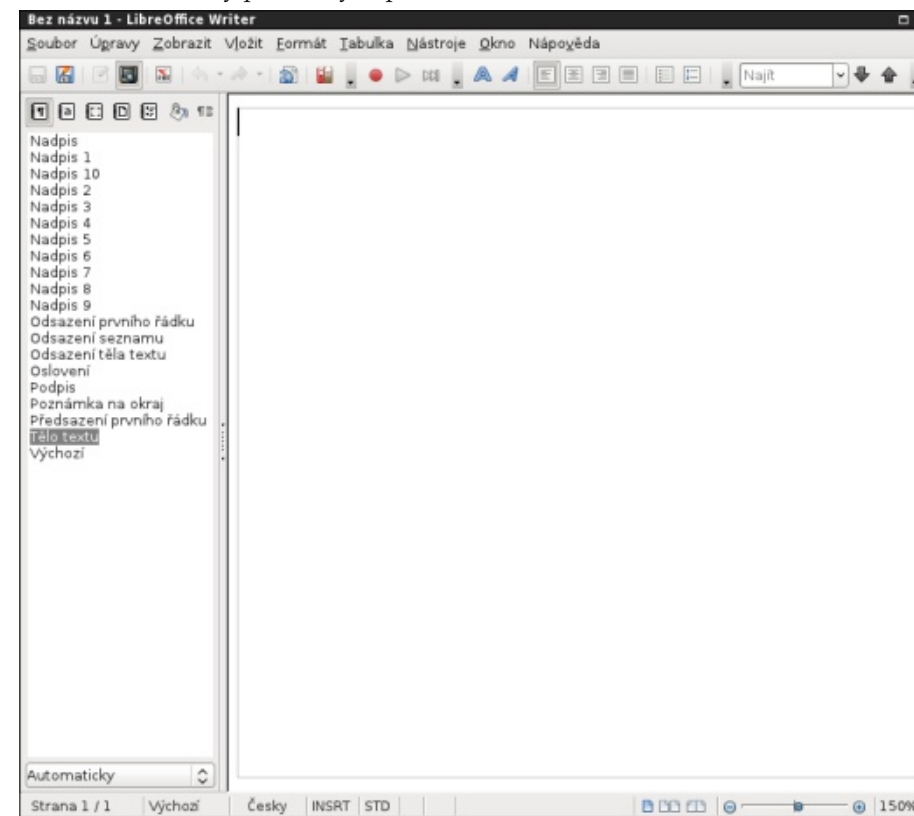 Bez názvu 1 - LibreOffice Writer
Soubor Úpravy Zobrazit Vložit Formát Tabulka Nástroje Okno Nápověda
Najít
Nadpis
Nadpis 1
Nadpis 10
Nadpis 2
Nadpis 3
Nadpis 4
Nadpis 5
Nadpis 6
Nadpis 7
Nadpis 8
Nadpis 9
Odsazení prvního řádku
Odsazení seznamu
Odsazení těla textu
Oslovení
Podpis
Poznámka na okraj
Předsazení prvního řádku
Tělo textu
Výchozí
Automaticky
Strana 1 / 1 Výchozí Česky INSRT STD 150%